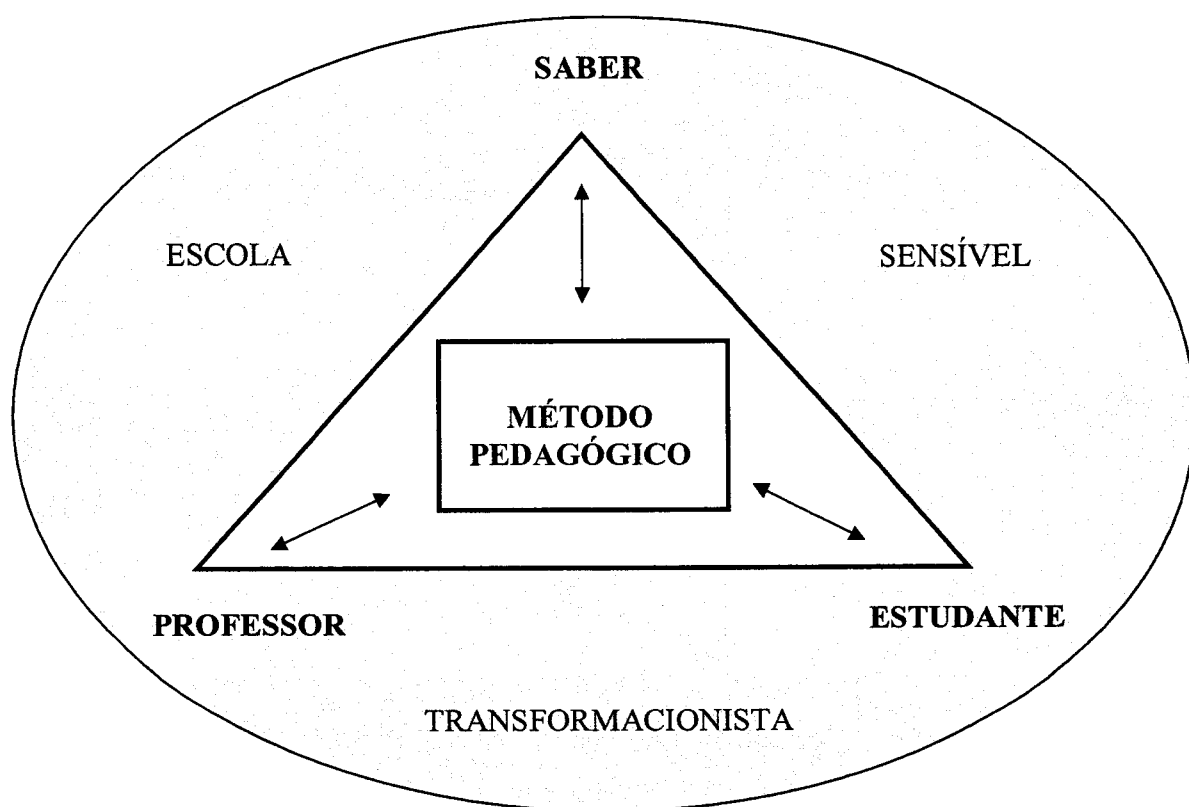 SABER
ESCOLA
SENSÍVEL
MÉTODO
PEDAGÓGICO
PROFESSOR
ESTUDANTE
TRANSFORMACIONISTA